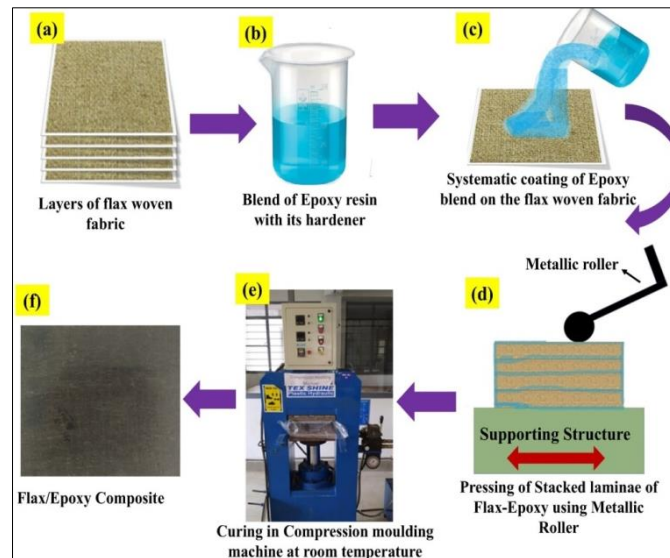 (a)
Layers of flax woven
fabric
(b)
Blend of Epoxy resin
with its hardener
(c)
Systematic coating of Epoxy
blend on the flax woven fabric
Metallic roller
(d)
Supporting Structure
Pressing of Stacked laminae of
Flax-Epoxy using Metallic
Roller
(e)
TEX SHINE
Plastic Hydraulic
Curing in Compression moulding
machine at room temperature
(f)
Flax/Epoxy Composite